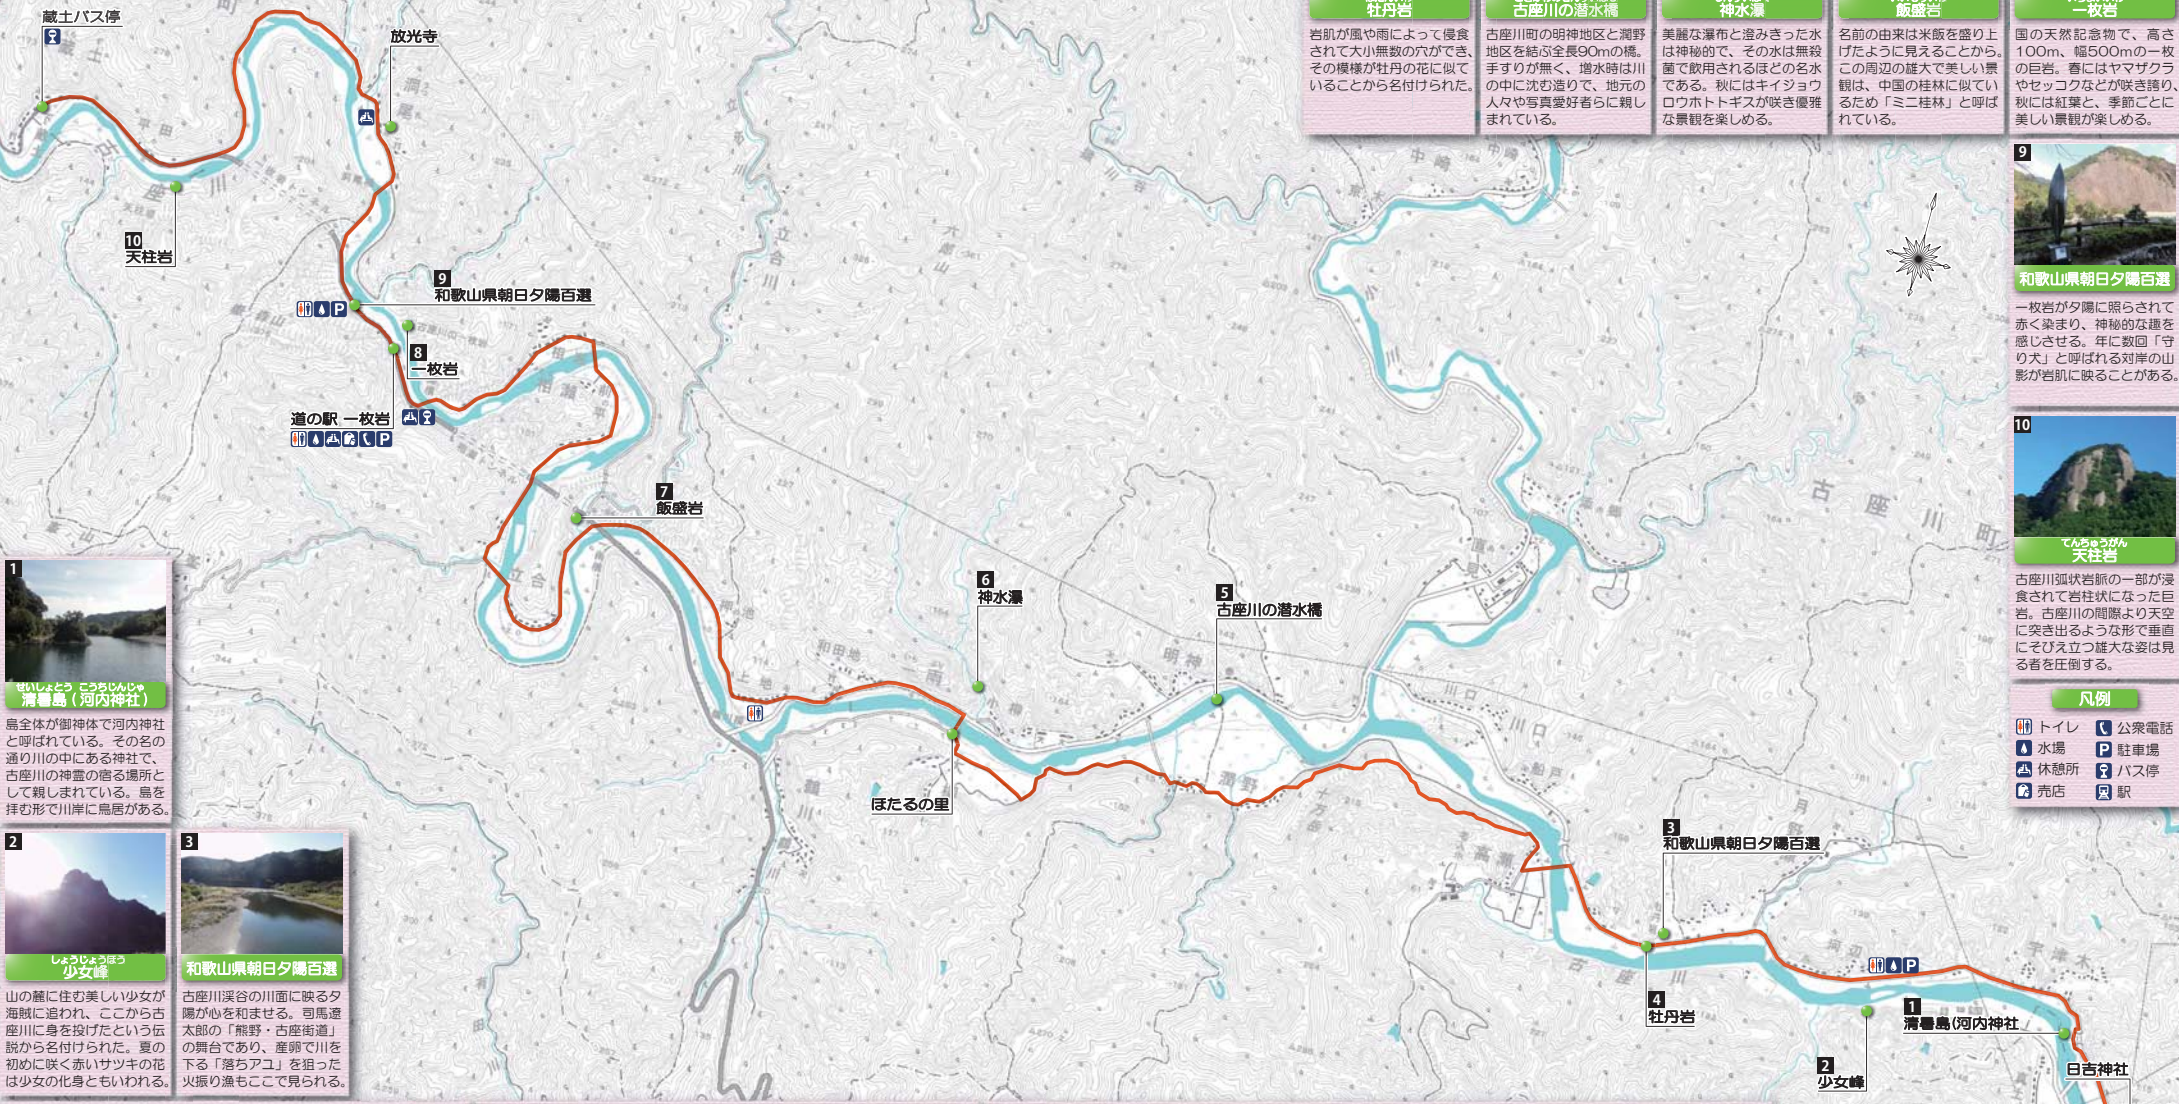 蔵土バス停
放光寺
10
天柱岩
9
和歌山県朝日夕陽百選
8
一枚岩
道の駅 一枚岩
7
飯盛岩
6
神水瀑
5
古座川の潜水橋
ほたるの里
3
和歌山県朝日夕陽百選
4
牡丹岩
1
清暑島(河内神社
2
少女峰
日吉神社
古座川町
立合川
立合
明神
潤野
川口
高瀬
月野瀬
宇津木
鶴川
船戸
中崎
和田地
相瀬
洞尾
平田
古座川
牡丹岩
岩肌が風や雨によって侵食
されて大小無数の穴ができ、
その模様が牡丹の花に似て
いることから名付けられた。
古座川の潜水橋
古座川町の明神地区と潤野
地区を結ぶ全長90mの橋。
手すりが無く、増水時は川
の中に沈む造りで、地元の
人々や写真愛好者らに親し
まれている。
神水瀑
美麗な瀑布と澄みきった水
は神秘的で、その水は無殺
菌で飲用されるほどの名水
である。秋にはキイジョウ
ロウホトトギスが咲き優雅
な景観を楽しめる。
飯盛岩
名前の由来は米飯を盛り上
げたように見えることから。
この周辺の雄大で美しい景
観は、中国の桂林に似てい
るため「ミニ桂林」と呼ば
れている。
一枚岩
国の天然記念物で、高さ
100m、幅500mの一枚
の巨岩。春にはヤマザクラ
やセッコクなどが咲き誇り、
秋には紅葉と、季節ごとに
美しい景観が楽しめる。
9
和歌山県朝日夕陽百選
一枚岩が夕陽に照らされて
赤く染まり、神秘的な趣を
感じさせる。年に数回「守
り犬」と呼ばれる対岸の山
影が岩肌に映ることがある。
10
てんちゅうがん
天柱岩
古座川弧状岩脈の一部が浸
食されて岩柱状になった巨
岩。古座川の間際より天空
に突き出るような形で垂直
にそびえ立つ雄大な姿は見
る者を圧倒する。
凡例
トイレ
公衆電話
水場
P 駐車場
休憩所
バス停
売店
駅
1
せいしょとう こうちじんじゃ
清暑島(河内神社)
島全体が御神体で河内神社
と呼ばれている。その名の
通り川の中にある神社で、
古座川の神霊の宿る場所と
して親しまれている。島を
拝む形で川岸に鳥居がある。
2
しょうじょうぼう
少女峰
山の麓に住む美しい少女が
海賊に追われ、ここから古
座川に身を投げたという伝
説から名付けられた。夏の
初めに咲く赤いサツキの花
は少女の化身ともいわれる。
3
和歌山県朝日夕陽百選
古座川渓谷の川面に映る夕
陽が心を和ませる。司馬遼
太郎の「熊野・古座街道」
の舞台であり、産卵で川を
下る「落ちアユ」を狙った
火振り漁もここで見られる。